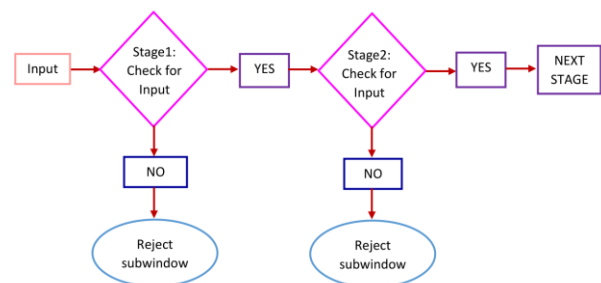 Input
Stage1:
Check for
Input
YES
Stage2:
Check for
Input
YES
NEXT
STAGE
NO
NO
Reject
subwindow
Reject
subwindow